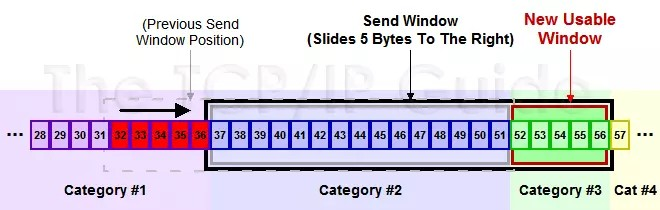 (Previous Send
Window Position)
Send Window
(Slides 5 Bytes To The Right)
New Usable
Window
The TCP/IP Guide
... 28 29 30 31 32 33 34 35 36 37 38 39 40 41 42 43 44 45 46 47 48 49 50 51 52 53 54 55 56 57 ...
Category #1 Category #2 Category #3 Cat #4